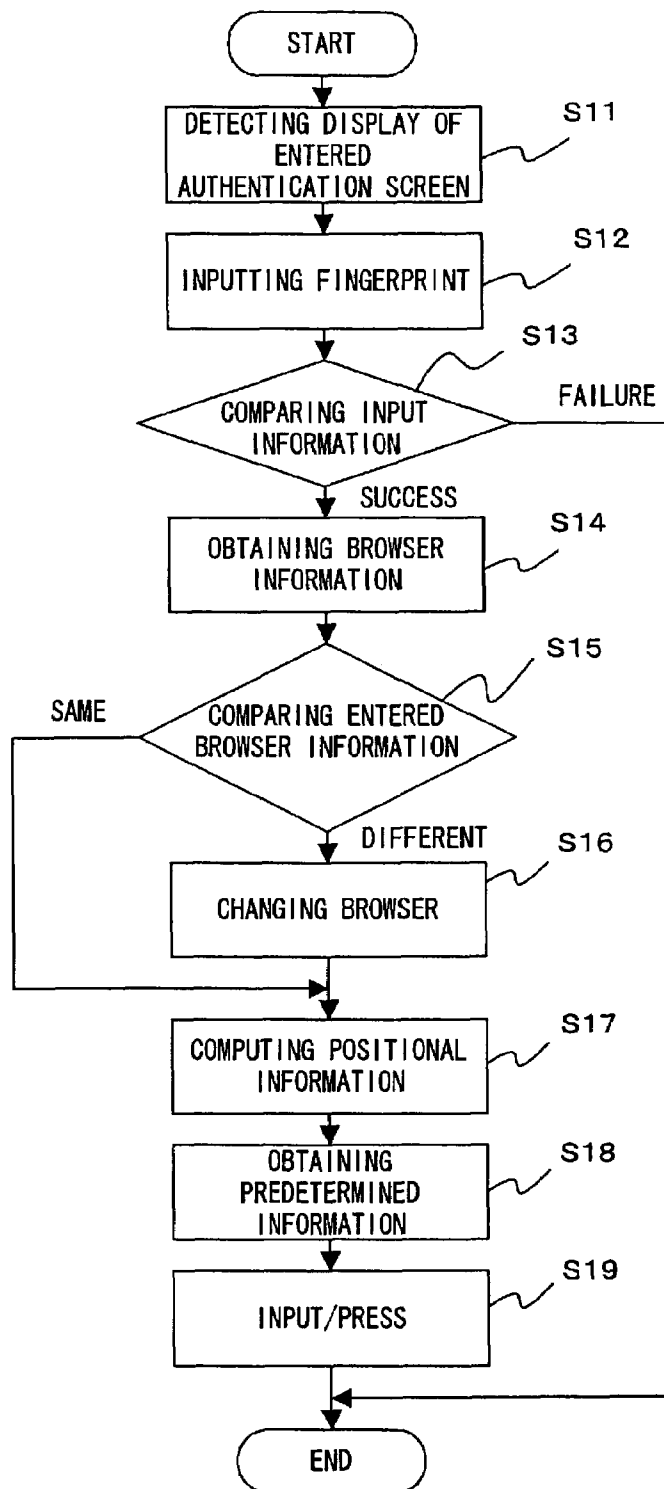 START
S11
DETECTING DISPLAY OF
ENTERED
AUTHENTICATION SCREEN
S12
INPUTTING FINGERPRINT
S13
COMPARING INPUT
INFORMATION
FAILURE
SUCCESS
S14
OBTAINING BROWSER
INFORMATION
S15
SAME
COMPARING ENTERED
BROWSER INFORMATION
DIFFERENT
S16
CHANGING BROWSER
S17
COMPUTING POSITIONAL
INFORMATION
S18
OBTAINING
PREDETERMINED
INFORMATION
S19
INPUT/PRESS
END